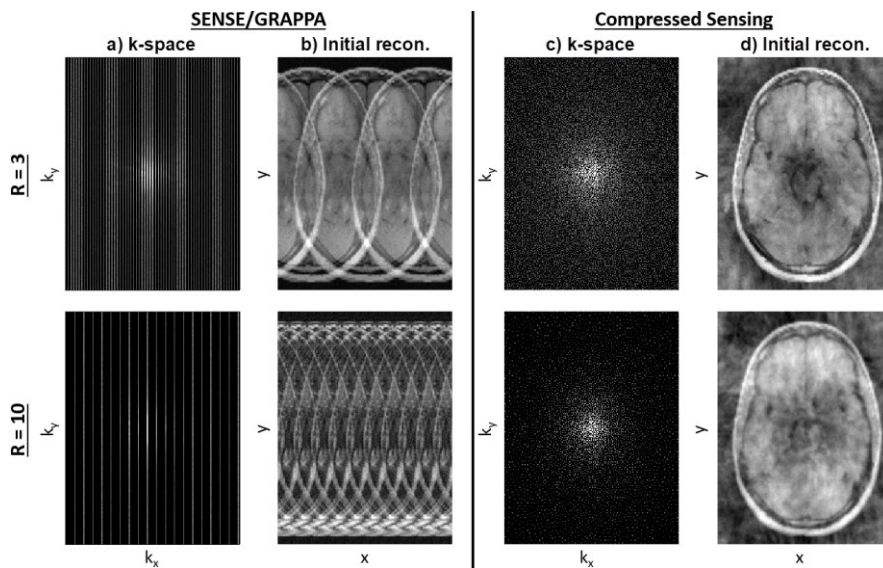 SENSE/GRAPPA
Compressed Sensing
a) k-space
b) Initial recon.
c) k-space
d) Initial recon.
R = 3
ky
y
ky
y
R = 10
ky
y
ky
y
kx
x
kx
x